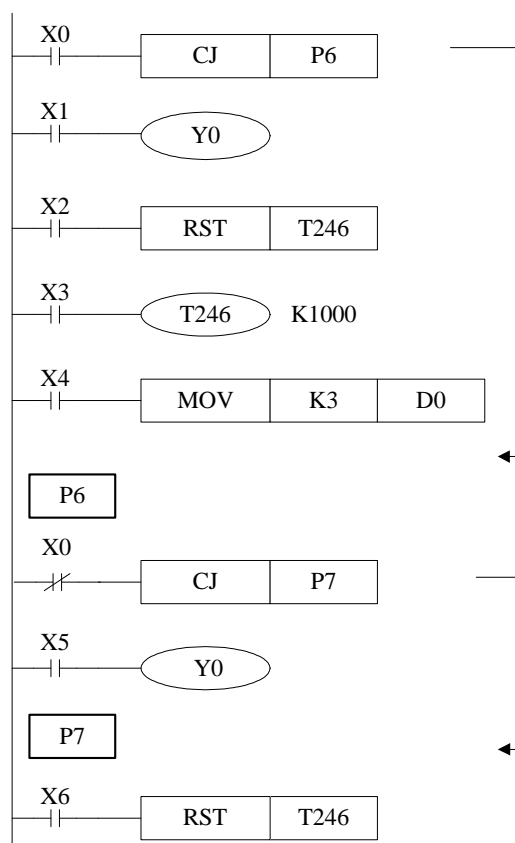 X0
CJ P6
X1
Y0
X2
RST T246
X3
T246 K1000
X4
MOV K3 D0
P6
X0
CJ P7
X5
Y0
P7
X6
RST T246